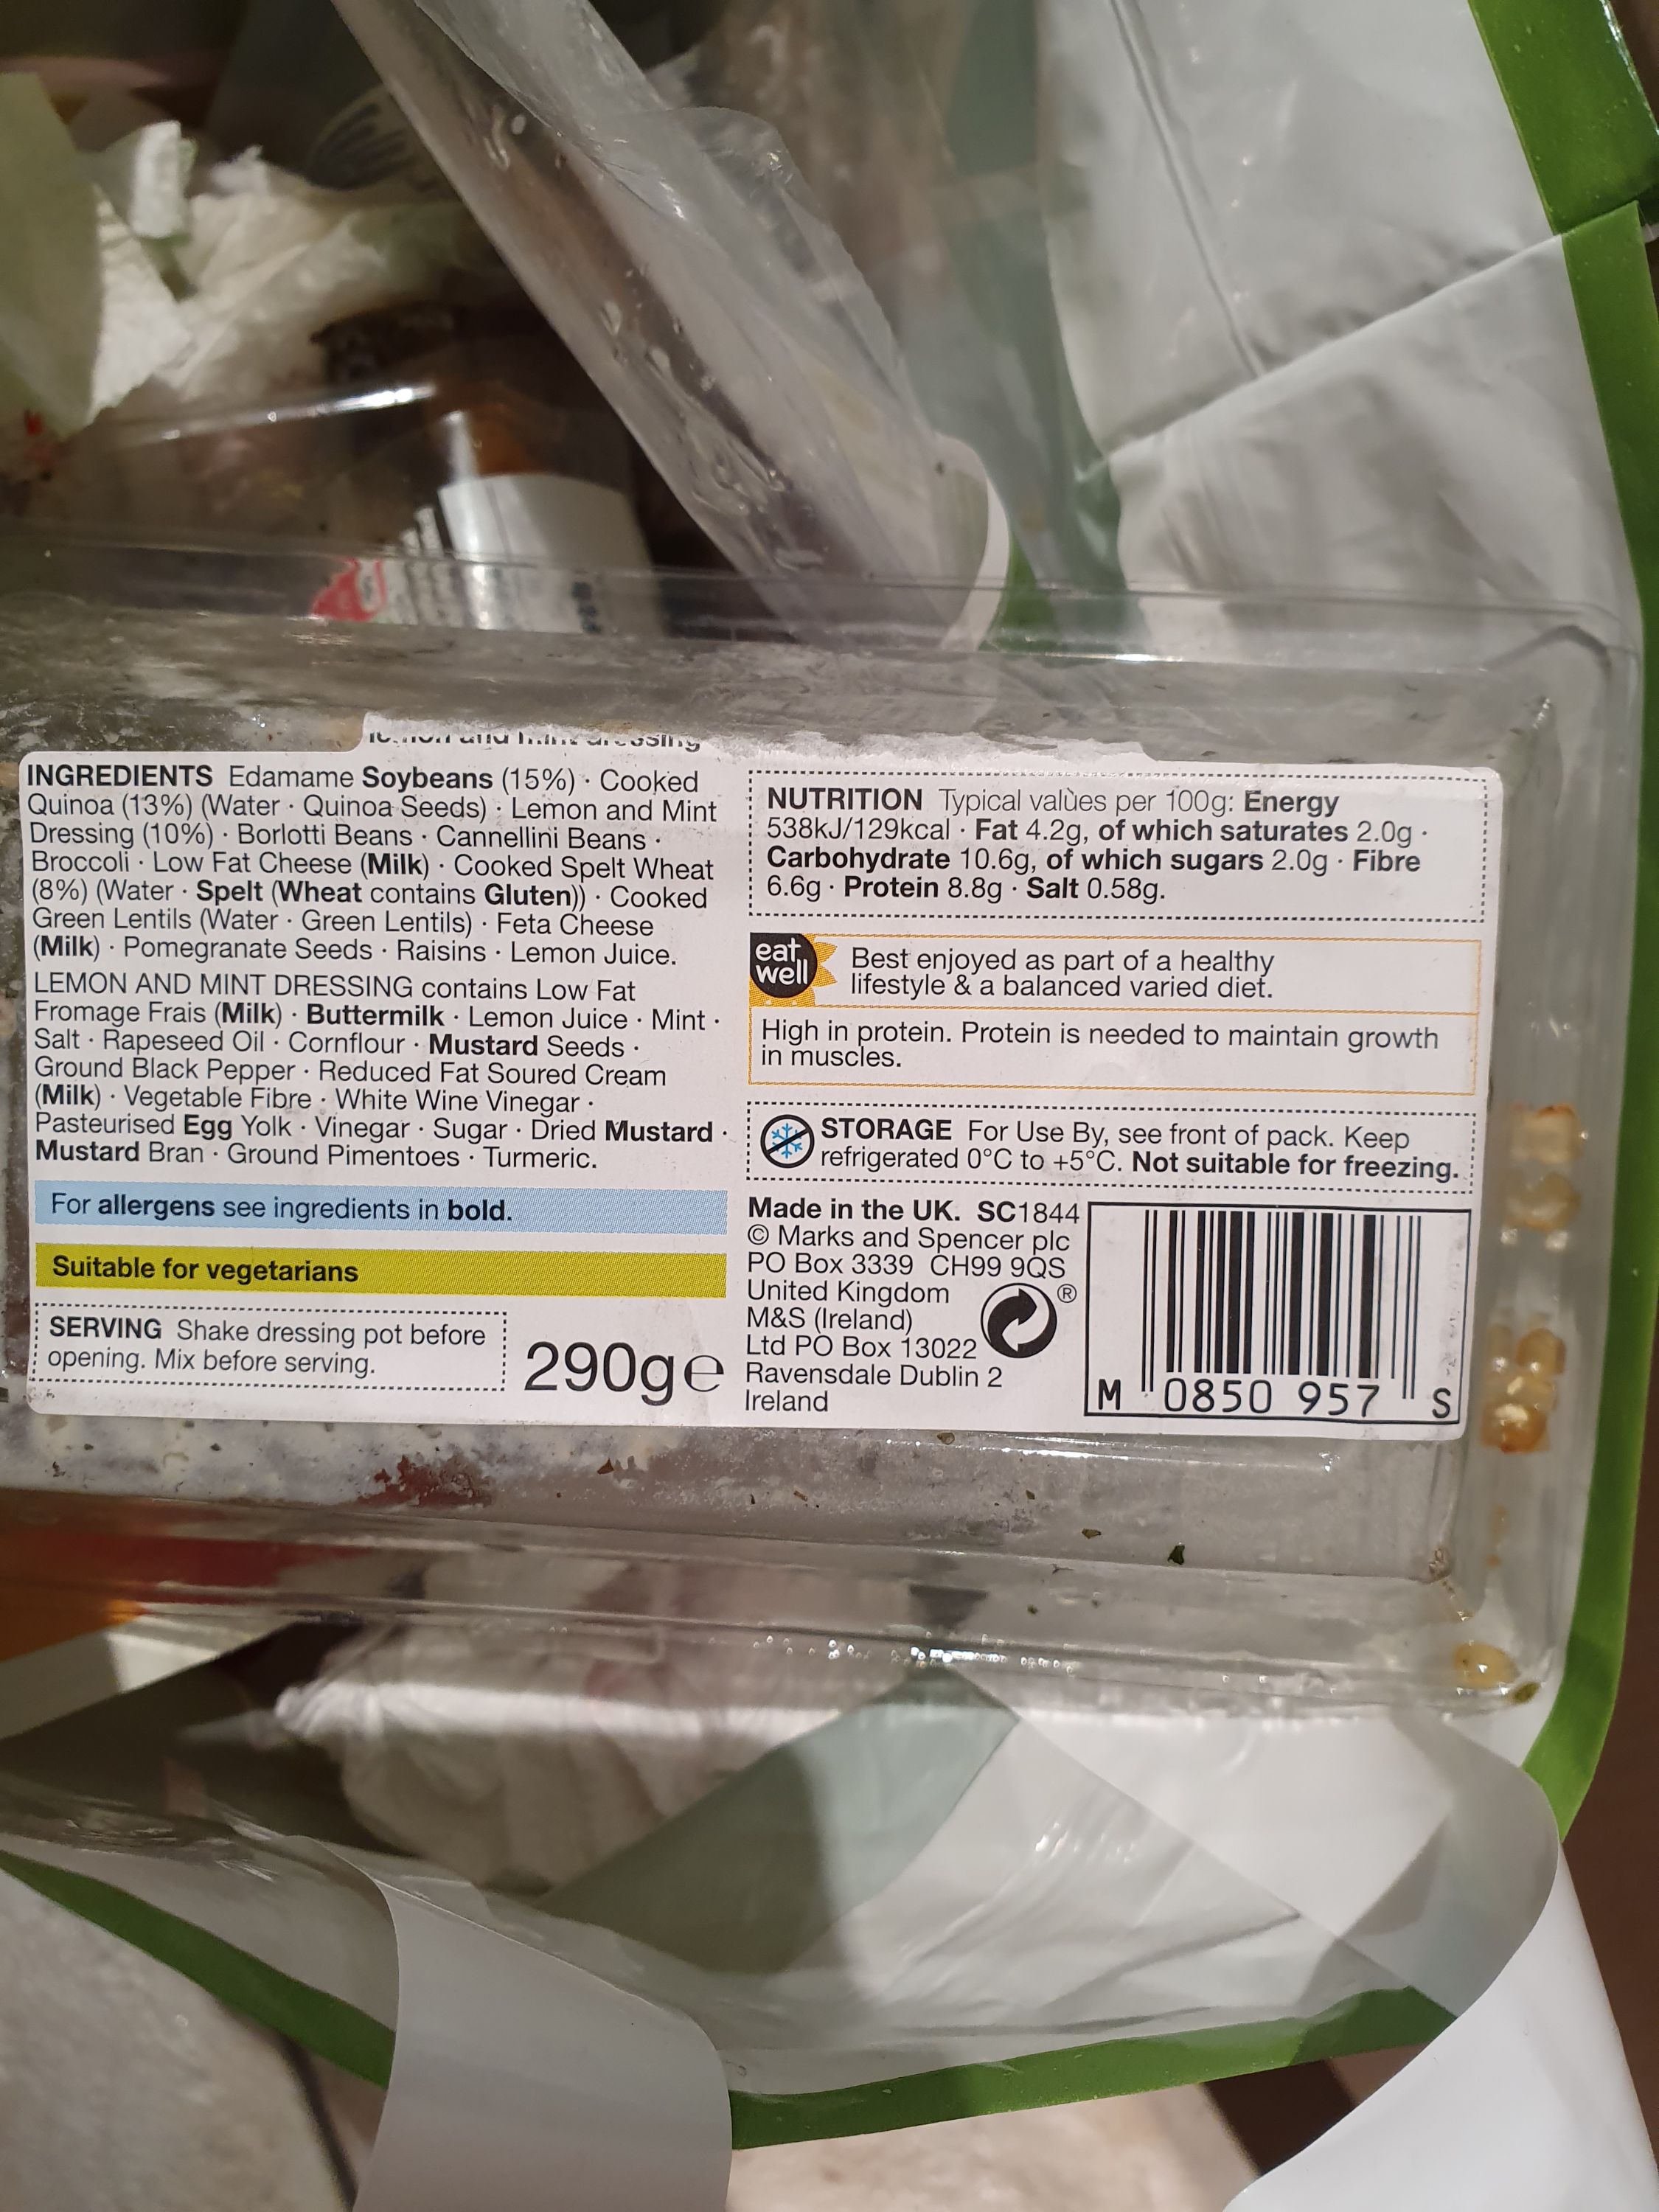 lemon and mint dressing
INGREDIENTS Edamame Soybeans (15%) · Cooked
Quinoa (13%) (Water · Quinoa Seeds) · Lemon and Mint
Dressing (10%) · Borlotti Beans · Cannellini Beans ·
Broccoli · Low Fat Cheese (Milk) · Cooked Spelt Wheat
(8%) (Water · Spelt (Wheat contains Gluten)) · Cooked
Green Lentils (Water · Green Lentils) · Feta Cheese
(Milk) · Pomegranate Seeds · Raisins · Lemon Juice.
LEMON AND MINT DRESSING contains Low Fat
Fromage Frais (Milk) · Buttermilk · Lemon Juice · Mint ·
Salt · Rapeseed Oil · Cornflour · Mustard Seeds ·
Ground Black Pepper · Reduced Fat Soured Cream
(Milk) · Vegetable Fibre · White Wine Vinegar ·
Pasteurised Egg Yolk · Vinegar · Sugar · Dried Mustard ·
Mustard Bran · Ground Pimentoes · Turmeric.
For allergens see ingredients in bold.
Suitable for vegetarians
SERVING Shake dressing pot before
opening. Mix before serving.
290g℮
NUTRITION Typical values per 100g: Energy
538kJ/129kcal · Fat 4.2g, of which saturates 2.0g ·
Carbohydrate 10.6g, of which sugars 2.0g · Fibre
6.6g · Protein 8.8g · Salt 0.58g.
eat
well
Best enjoyed as part of a healthy
lifestyle & a balanced varied diet.
High in protein. Protein is needed to maintain growth
in muscles.
STORAGE For Use By, see front of pack. Keep
refrigerated 0°C to +5°C. Not suitable for freezing.
Made in the UK. SC1844
© Marks and Spencer plc
PO Box 3339 CH99 9QS
United Kingdom
M&S (Ireland)
Ltd PO Box 13022
Ravensdale Dublin 2
Ireland
®
M 0850 957 S